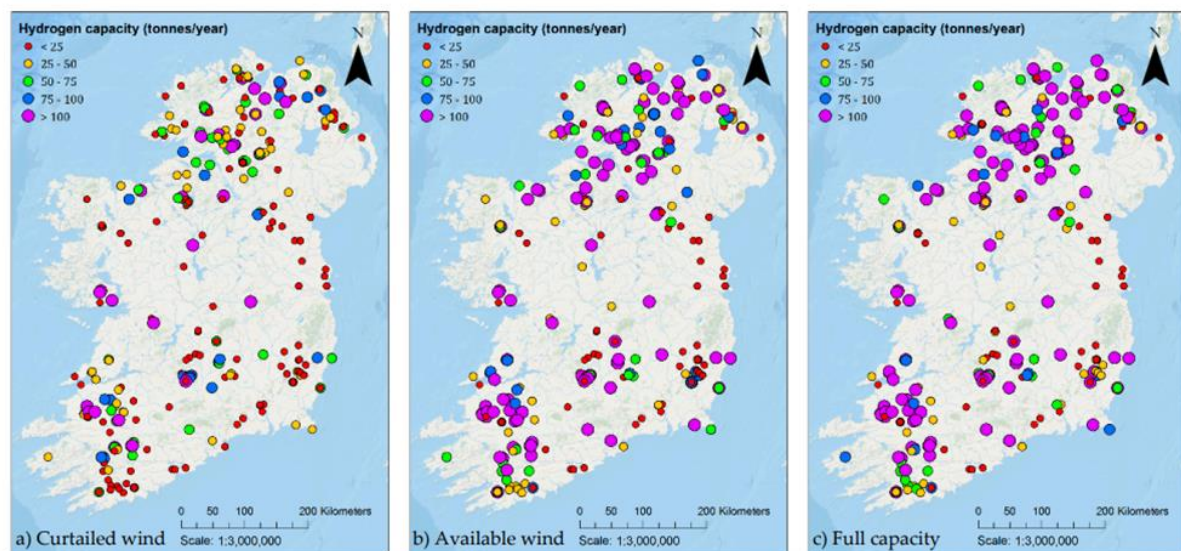 Hydrogen capacity (tonnes/year)
< 25
25 - 50
50 - 75
75 - 100
> 100
N
0 50 100 200 Kilometers
Scale: 1:3,000,000
a) Curtailed wind
Hydrogen capacity (tonnes/year)
< 25
25 - 50
50 - 75
75 - 100
> 100
N
0 50 100 200 Kilometers
Scale: 1:3,000,000
b) Available wind
Hydrogen capacity (tonnes/year)
< 25
25 - 50
50 - 75
75 - 100
> 100
N
0 50 100 200 Kilometers
Scale: 1:3,000,000
c) Full capacity